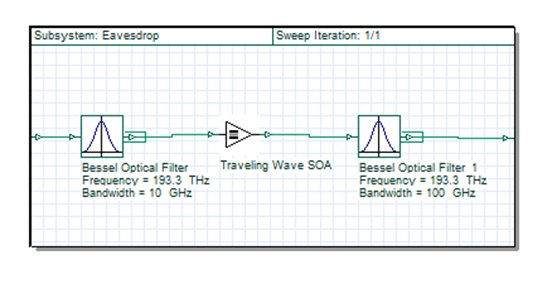 Subsystem: Eavesdrop
Sweep Iteration: 1/1
Bessel Optical Filter
Frequency = 193.3 THz
Bandwidth = 10 GHz
Traveling Wave SOA
Bessel Optical Filter 1
Frequency = 193.3 THz
Bandwidth = 100 GHz